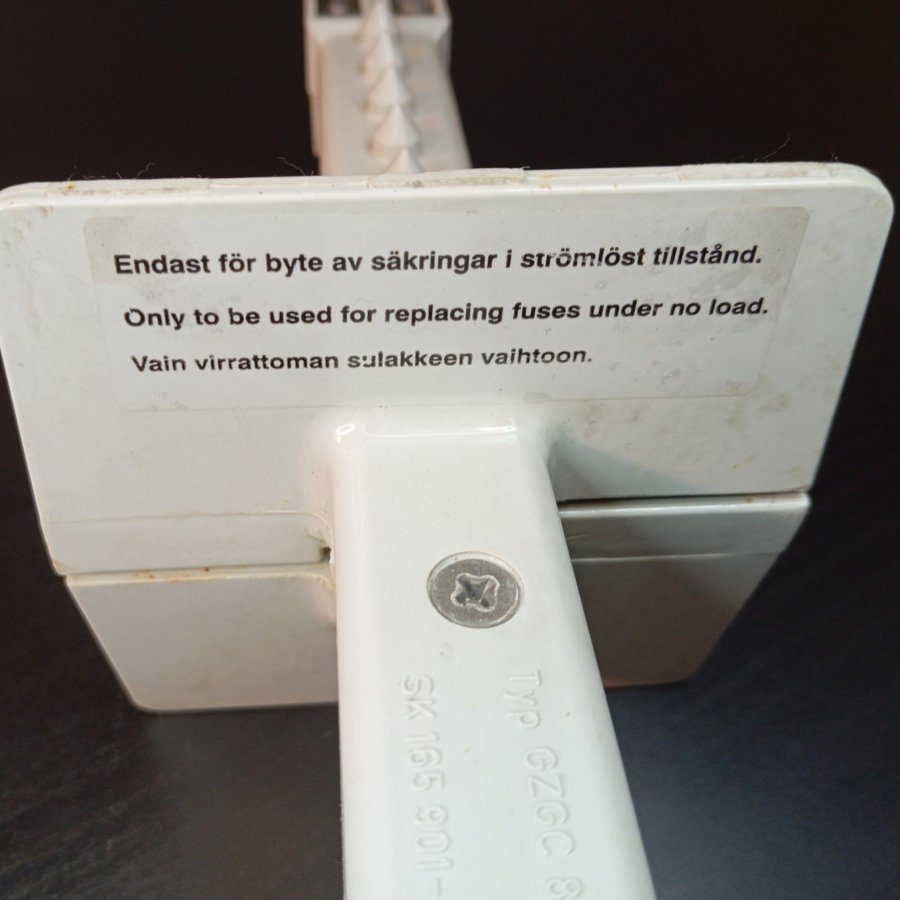 Endast för byte av säkringar i strömlöst tillstånd.
Only to be used for replacing fuses under no load.
Vain virrattoman sulakkeen vaihtoon.
Typ GZGC 8
SK 165 901-